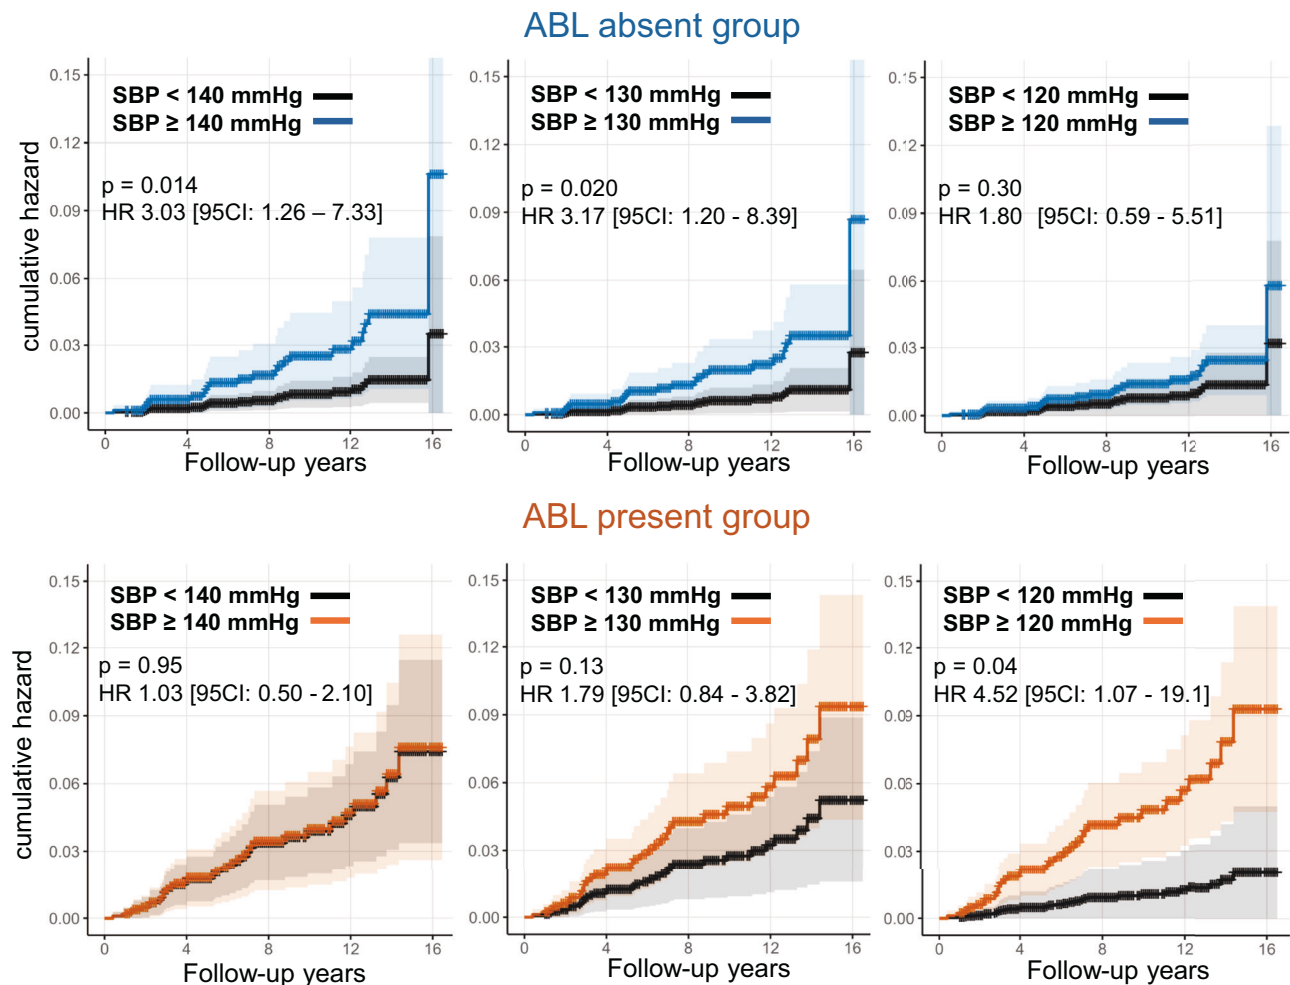 ABL absent group
cumulative hazard
0.15
0.12
0.09
0.06
0.03
0.00
SBP < 140 mmHg
SBP ≥ 140 mmHg
p = 0.014
HR 3.03 [95CI: 1.26 – 7.33]
0 4 8 12 16
Follow-up years
0.15
0.12
0.09
0.06
0.03
0.00
SBP < 130 mmHg
SBP ≥ 130 mmHg
p = 0.020
HR 3.17 [95CI: 1.20 - 8.39]
0 4 8 12 16
Follow-up years
0.15
0.12
0.09
0.06
0.03
0.00
SBP < 120 mmHg
SBP ≥ 120 mmHg
p = 0.30
HR 1.80 [95CI: 0.59 - 5.51]
0 4 8 12 16
Follow-up years
ABL present group
cumulative hazard
0.15
0.12
0.09
0.06
0.03
0.00
SBP < 140 mmHg
SBP ≥ 140 mmHg
p = 0.95
HR 1.03 [95CI: 0.50 - 2.10]
0 4 8 12 16
Follow-up years
0.15
0.12
0.09
0.06
0.03
0.00
SBP < 130 mmHg
SBP ≥ 130 mmHg
p = 0.13
HR 1.79 [95CI: 0.84 - 3.82]
0 4 8 12 16
Follow-up years
0.15
0.12
0.09
0.06
0.03
0.00
SBP < 120 mmHg
SBP ≥ 120 mmHg
p = 0.04
HR 4.52 [95CI: 1.07 - 19.1]
0 4 8 12 16
Follow-up years